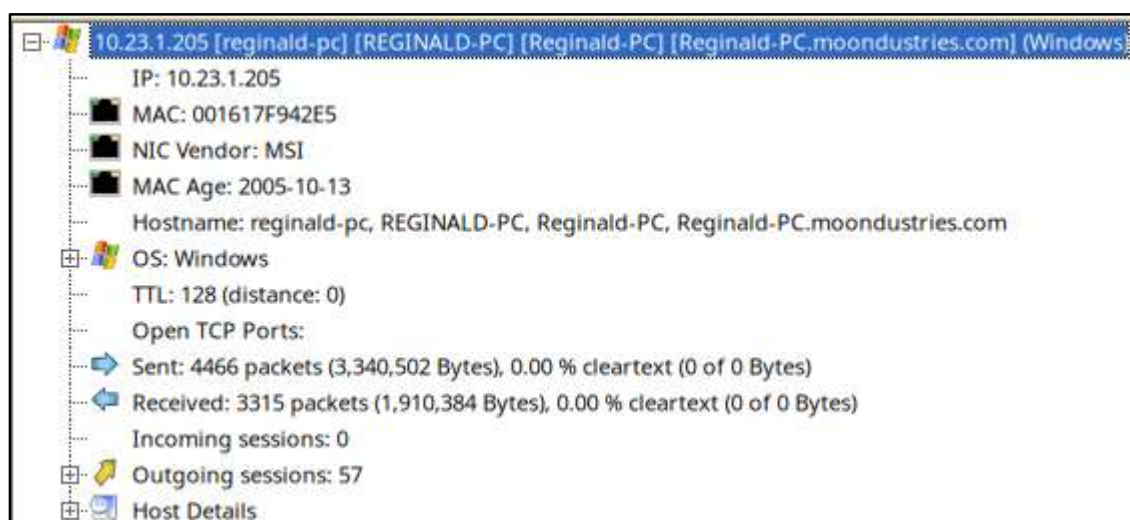 10.23.1.205 [reginald-pc] [REGINALD-PC] [Reginald-PC] [Reginald-PC.moondustries.com] (Windows)
IP: 10.23.1.205
MAC: 001617F942E5
NIC Vendor: MSI
MAC Age: 2005-10-13
Hostname: reginald-pc, REGINALD-PC, Reginald-PC, Reginald-PC.moondustries.com
OS: Windows
TTL: 128 (distance: 0)
Open TCP Ports:
Sent: 4466 packets (3,340,502 Bytes), 0.00 % cleartext (0 of 0 Bytes)
Received: 3315 packets (1,910,384 Bytes), 0.00 % cleartext (0 of 0 Bytes)
Incoming sessions: 0
Outgoing sessions: 57
Host Details